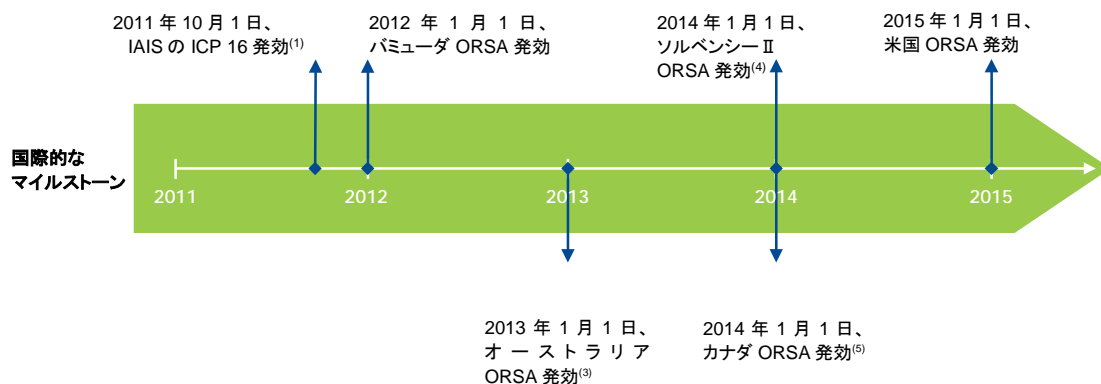 2011 年 10 月 1 日、
IAIS の ICP 16 発効(1)
2012 年 1 月 1 日、
バミューダ ORSA 発効
2014 年 1 月 1 日、
ソルベンシーⅡ
ORSA 発効(4)
2015 年 1 月 1 日、
米国 ORSA 発効
国際的な
マイルストーン
2011
2012
2013
2014
2015
2013 年 1 月 1 日、
オーストラリア
ORSA 発効(3)
2014 年 1 月 1 日、
カナダ ORSA 発効(5)